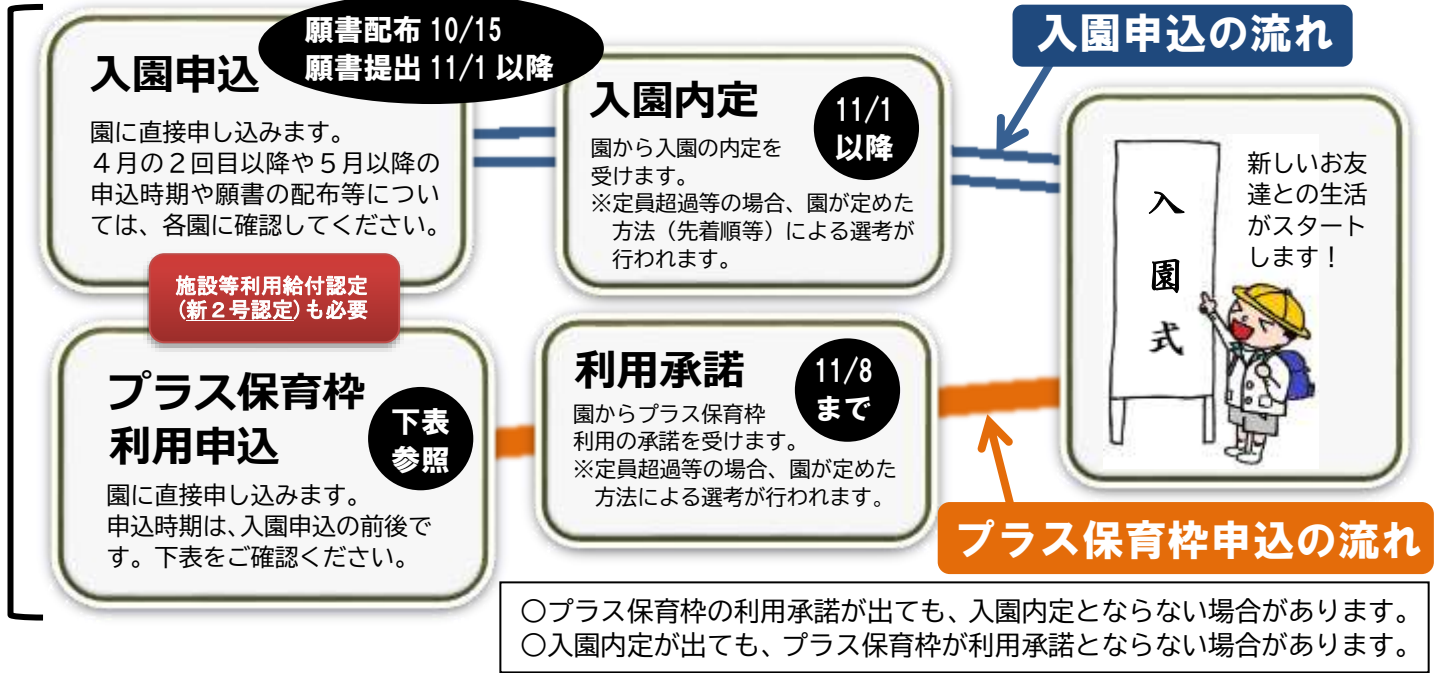 入園申込の流れ
入園申込
願書配布 10/15
願書提出 11/1 以降
園に直接申し込みます。
４月の２回目以降や５月以降の
申込時期や願書の配布等につい
ては、各園に確認してください。
入園内定
11/1
以降
園から入園の内定を
受けます。
※定員超過等の場合、園が定めた
方法（先着順等）による選考が
行われます。
入園式
新しいお友
達との生活
がスタート
します！
施設等利用給付認定
(新２号認定)も必要
プラス保育枠
利用申込
下表
参照
園に直接申し込みます。
申込時期は、入園申込の前後で
す。下表をご確認ください。
利用承諾
11/8
まで
園からプラス保育枠
利用の承諾を受けます。
※定員超過等の場合、園が定めた
方法による選考が行われます。
プラス保育枠申込の流れ
〇プラス保育枠の利用承諾が出ても、入園内定とならない場合があります。
〇入園内定が出ても、プラス保育枠が利用承諾とならない場合があります。